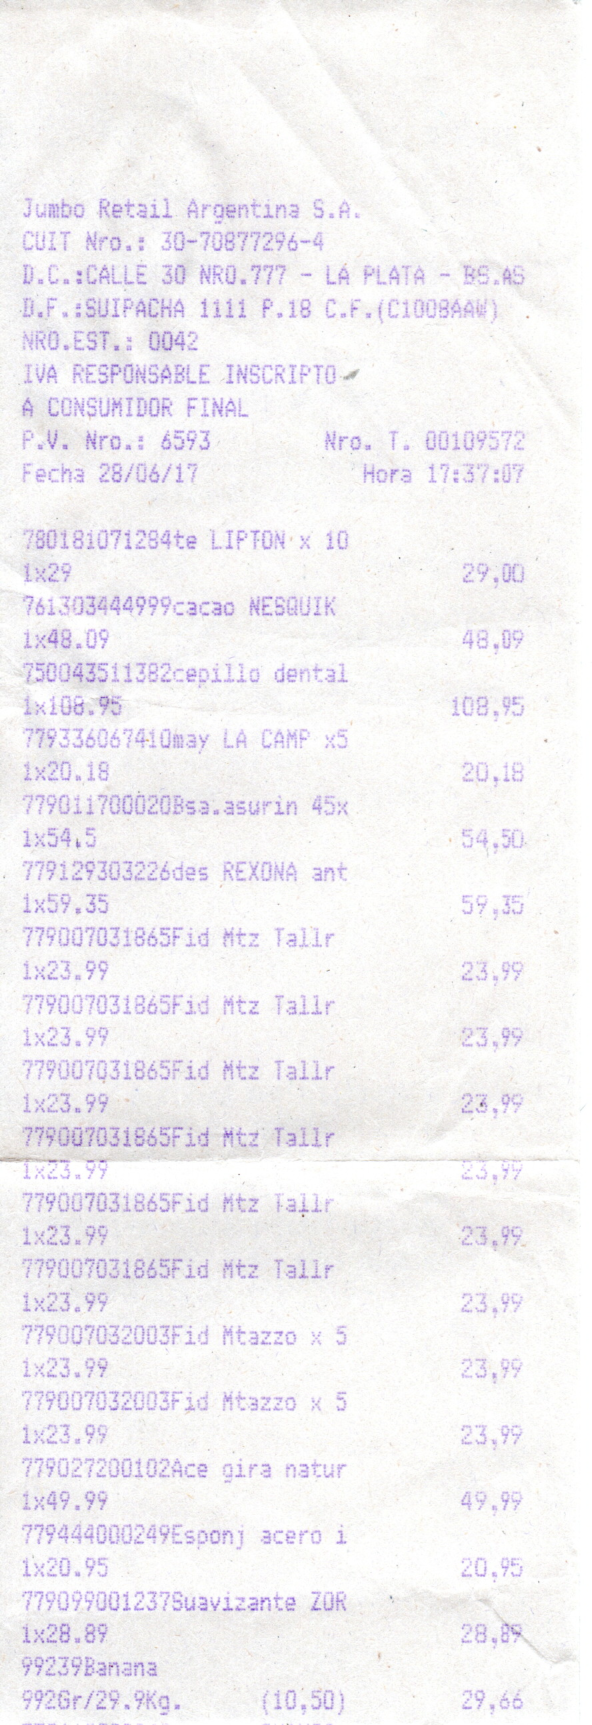 Jumbo Retail Argentina S.A.
CUIT Nro.: 30-70877296-4
D.C.:CALLE 30 NRO.777 - LA PLATA - BS.AS
D.F.:SUIPACHA 1111 P.18 C.F.(C1008AAW)
NRO.EST.: 0042
IVA RESPONSABLE INSCRIPTO
A CONSUMIDOR FINAL
P.V. Nro.: 6593 Nro. T. 00109572
Fecha 28/06/17 Hora 17:37:07
780181071284te LIPTON x 10
1x29 29,00
761303444999cacao NESQUIK
1x48.09 48,09
750043511382cepillo dental
1x108.95 108,95
779336067410may LA CAMP x5
1x20.18 20,18
779011700020Bsa.asurin 45x
1x54.5 54,50
779129303226des REXONA ant
1x59.35 59,35
779007031865Fid Mtz Tallr
1x23.99 23,99
779007031865Fid Mtz Tallr
1x23.99 23,99
779007031865Fid Mtz Tallr
1x23.99 23,99
779007031865Fid Mtz Tallr
1x23.99 23,99
779007031865Fid Mtz Tallr
1x23.99 23,99
779007031865Fid Mtz Tallr
1x23.99 23,99
779007032003Fid Mtazzo x 5
1x23.99 23,99
779007032003Fid Mtazzo x 5
1x23.99 23,99
779027200102Ace gira natur
1x49.99 49,99
779444000249Esponj acero i
1x20.95 20,95
779099001237Suavizante ZOR
1x28.89 28,89
99239Banana
992Gr/29.9Kg. (10,50) 29,66